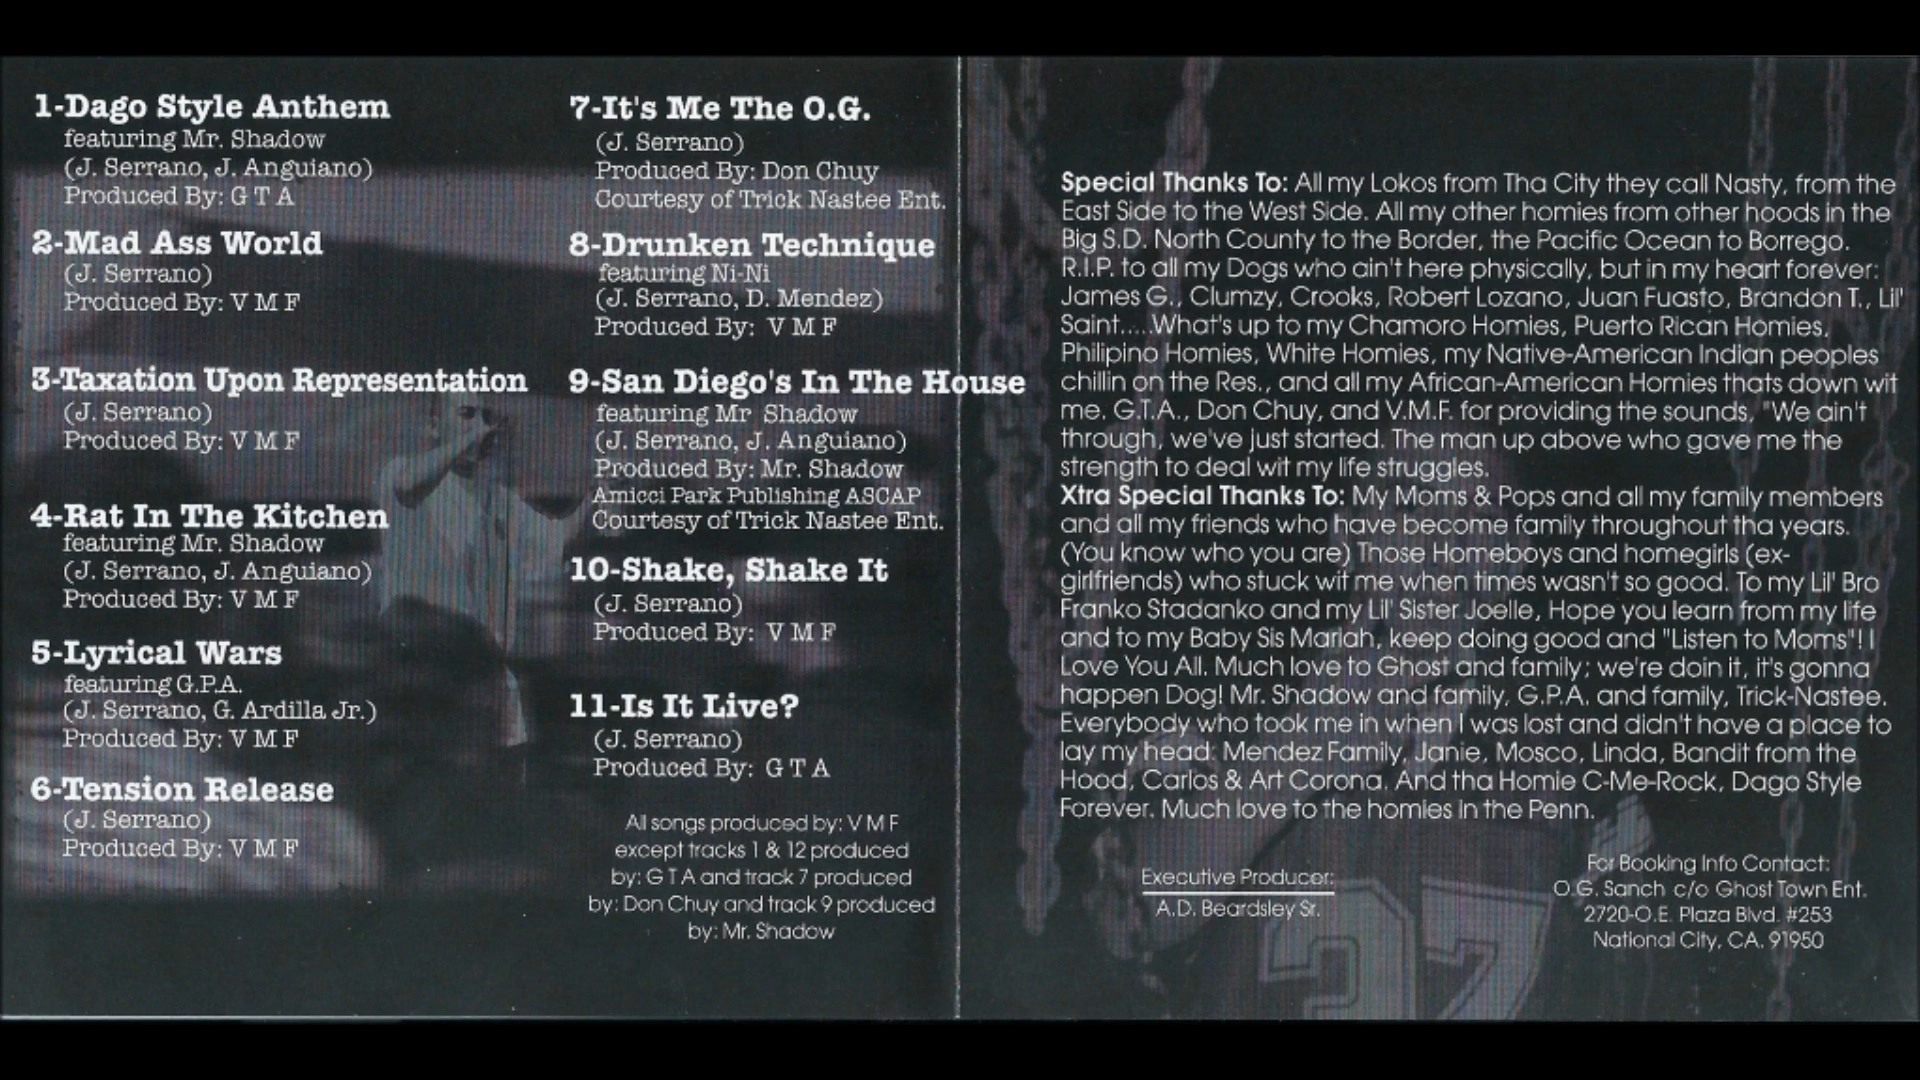 1-Dago Style Anthem
featuring Mr. Shadow
(J. Serrano, J. Anguiano)
Produced By: G T A
2-Mad Ass World
(J. Serrano)
Produced By: V M F
3-Taxation Upon Representation
(J. Serrano)
Produced By: V M F
4-Rat In The Kitchen
featuring Mr. Shadow
(J. Serrano, J. Anguiano)
Produced By: V M F
5-Lyrical Wars
featuring G.P.A.
(J. Serrano, G. Ardilla Jr.)
Produced By: V M F
6-Tension Release
(J. Serrano)
Produced By: V M F
7-It's Me The O.G.
(J. Serrano)
Produced By: Don Chuy
Courtesy of Trick Nastee Ent.
8-Drunken Technique
featuring Ni-Ni
(J. Serrano, D. Mendez)
Produced By: V M F
9-San Diego's In The House
featuring Mr Shadow
(J. Serrano, J. Anguiano)
Produced By: Mr. Shadow
Amicci Park Publishing ASCAP
Courtesy of Trick Nastee Ent.
10-Shake, Shake It
(J. Serrano)
Produced By: V M F
11-Is It Live?
(J. Serrano)
Produced By: G T A
All songs produced by: V M F
except tracks 1 & 12 produced
by: G T A and track 7 produced
by: Don Chuy and track 9 produced
by: Mr. Shadow
Special Thanks To: All my Lokos from Tha City they call Nasty, from the
East Side to the West Side. All my other homies from other hoods in the
Big S.D. North County to the Border, the Pacific Ocean to Borrego.
R.I.P. to all my Dogs who ain't here physically, but in my heart forever:
James G., Clumzy, Crooks, Robert Lozano, Juan Fuasto, Brandon T., Lil'
Saint.....What's up to my Chamoro Homies, Puerto Rican Homies,
Philipino Homies, White Homies, my Native-American Indian peoples
chillin on the Res., and all my African-American Homies thats down wit
me. G.T.A., Don Chuy, and V.M.F. for providing the sounds, "We ain't
through, we've just started. The man up above who gave me the
strength to deal wit my life struggles.
Xtra Special Thanks To: My Moms & Pops and all my family members
and all my friends who have become family throughout tha years.
(You know who you are) Those Homeboys and homegirls (ex-
girlfriends) who stuck wit me when times wasn't so good. To my Lil' Bro
Franko Stadanko and my Lil' Sister Joelle, Hope you learn from my life
and to my Baby Sis Mariah, keep doing good and "Listen to Moms"! I
Love You All. Much love to Ghost and family; we're doin it, it's gonna
happen Dog! Mr. Shadow and family, G.P.A. and family, Trick-Nastee.
Everybody who took me in when I was lost and didn't have a place to
lay my head: Mendez Family, Janie, Mosco, Linda, Bandit from the
Hood, Carlos & Art Corona. And tha Homie C-Me-Rock, Dago Style
Forever. Much love to the homies in the Penn.
Executive Producer:
A.D. Beardsley Sr.
For Booking Info Contact:
O.G. Sanch c/o Ghost Town Ent.
2720-O.E. Plaza Blvd. #253
National City, CA. 91950
37